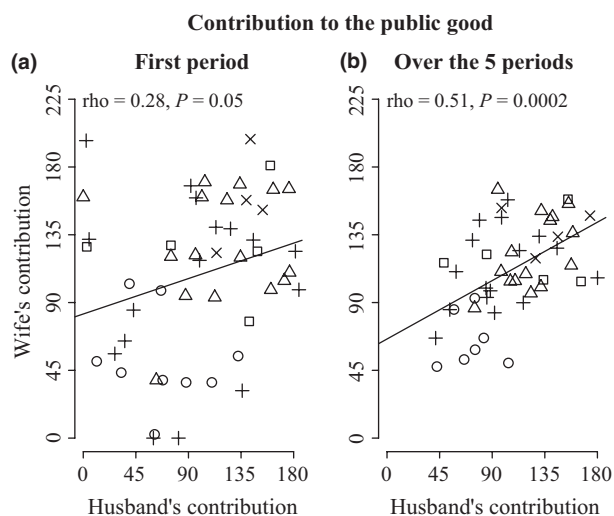 Contribution to the public good
(a) First period
(b) Over the 5 periods
rho = 0.28, P = 0.05
rho = 0.51, P = 0.0002
Wife's contribution
225
180
135
90
45
0
0 45 90 135 180
Husband's contribution
225
180
135
90
45
0
0 45 90 135 180
Husband's contribution